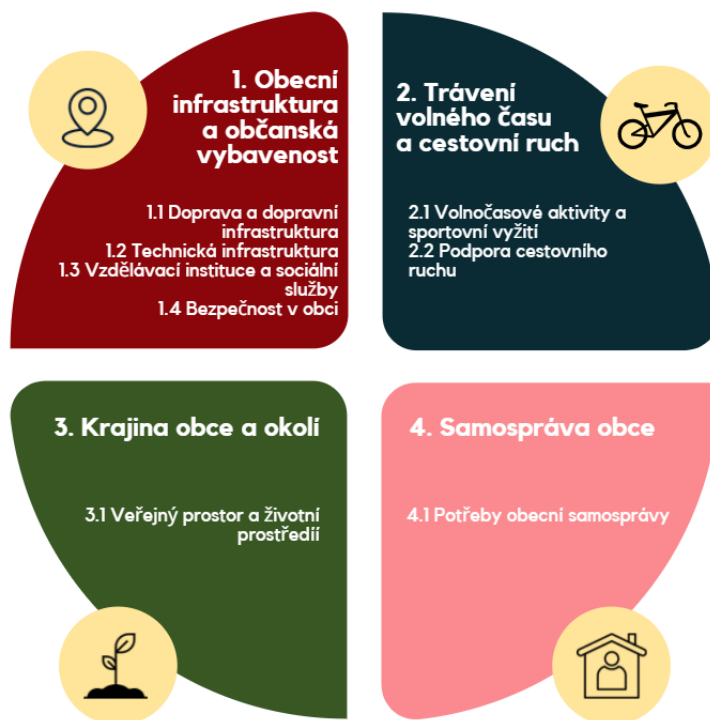 1. Obecní
infrastruktura
a občanská
vybavenost
1.1 Doprava a dopravní
infrastruktura
1.2 Technická infrastruktura
1.3 Vzdělávací instituce a sociální
služby
1.4 Bezpečnost v obci
2. Trávení
volného času
a cestovní ruch
2.1 Volnočasové aktivity a
sportovní vyžití
2.2 Podpora cestovního
ruchu
3. Krajina obce a okolí
3.1 Veřejný prostor a životní
prostředií
4. Samospráva obce
4.1 Potřeby obecní samosprávy